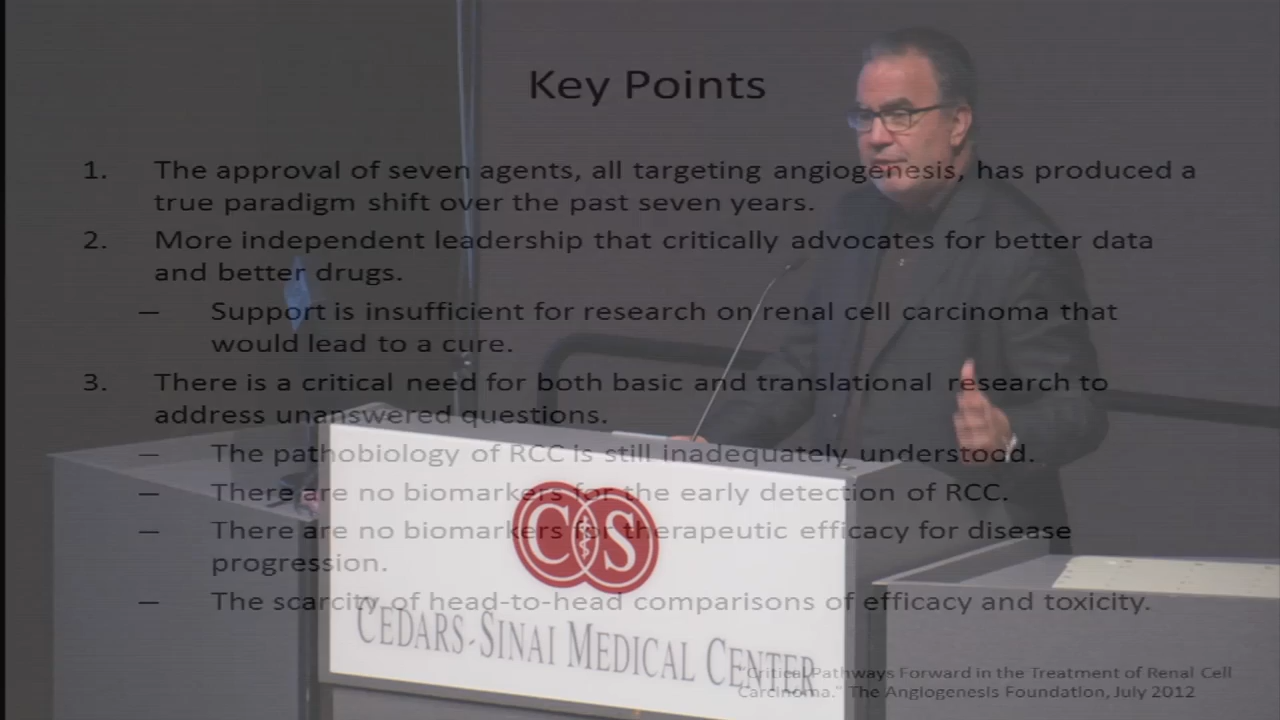 Key Points
1. The approval of seven agents, all targeting angiogenesis, has produced a
true paradigm shift over the past seven years.
2. More independent leadership that critically advocates for better data
and better drugs.
— Support is insufficient for research on renal cell carcinoma that
would lead to a cure.
3. There is a critical need for both basic and translational research to
address unanswered questions.
— The pathobiology of RCC is still inadequately understood.
— There are no biomarkers for the early detection of RCC.
— There are no biomarkers for therapeutic efficacy for disease
progression.
— The scarcity of head-to-head comparisons of efficacy and toxicity.
"Critical Pathways Forward in the Treatment of Renal Cell
Carcinoma." The Angiogenesis Foundation, July 2012
CS
CEDARS-SINAI MEDICAL CENTER